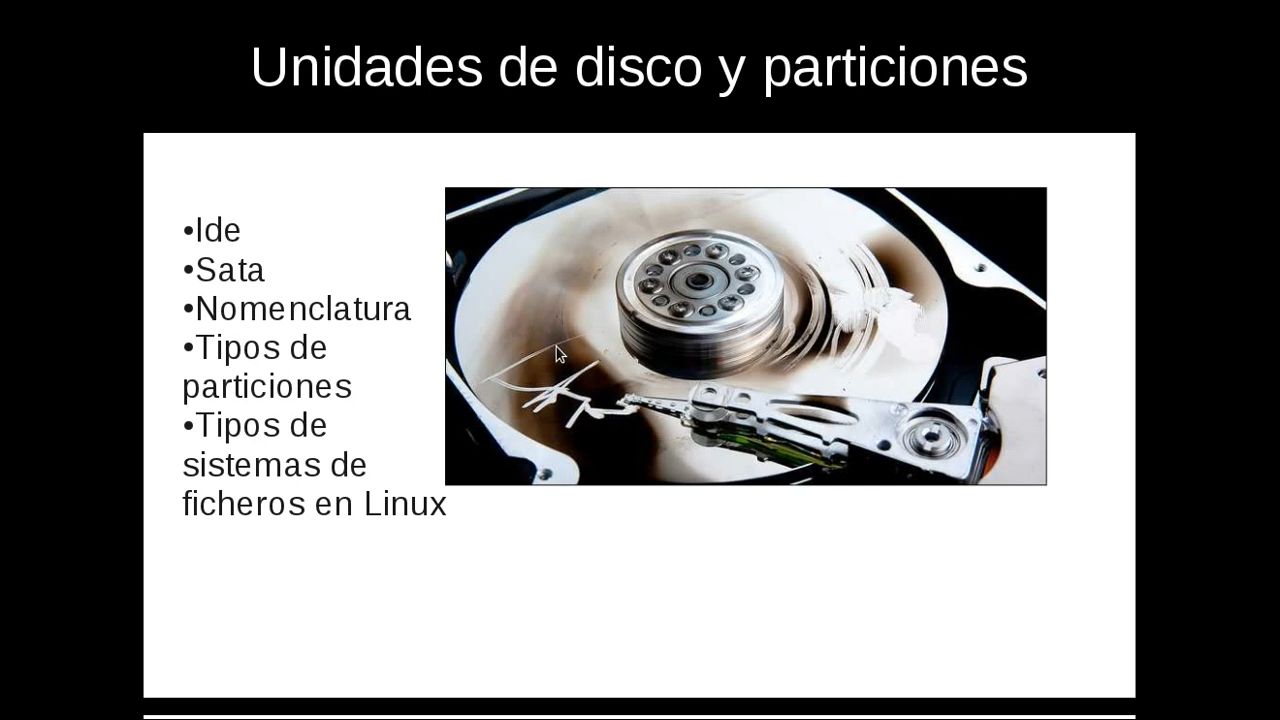 Unidades de disco y particiones
•Ide
•Sata
•Nomenclatura
•Tipos de
particiones
•Tipos de
sistemas de
ficheros en Linux